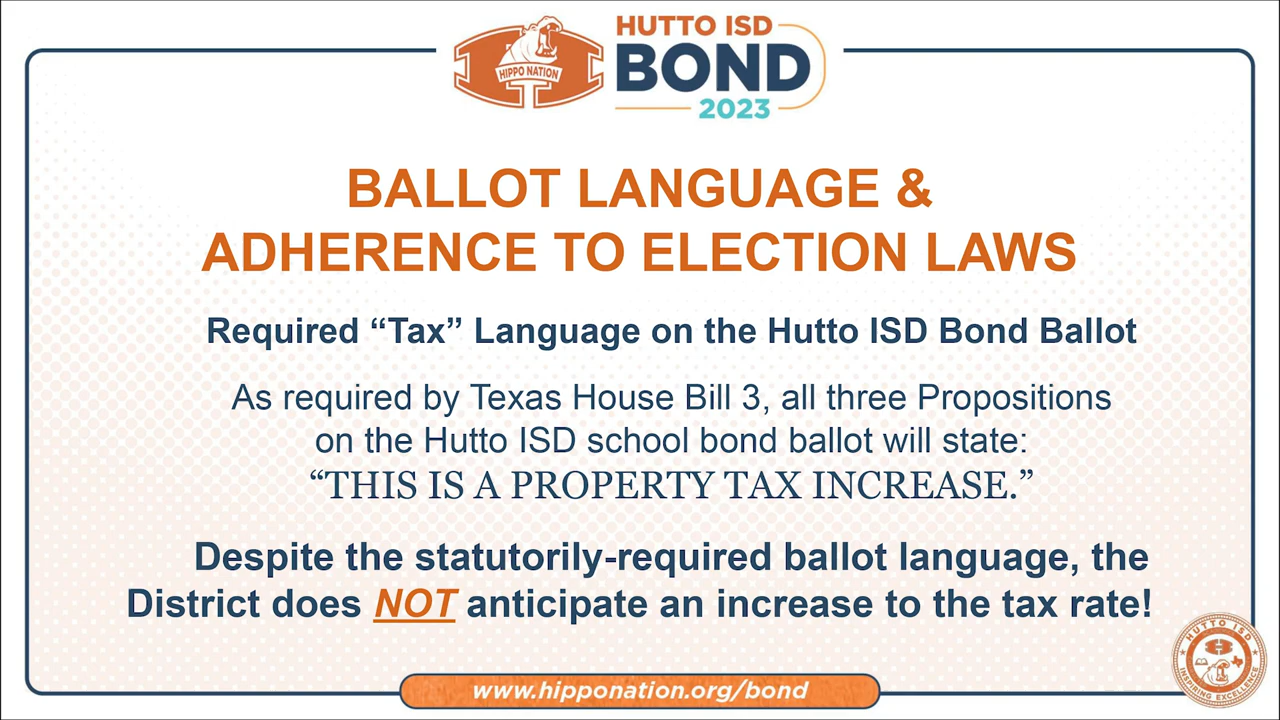 HUTTO ISD
BOND
2023
HIPPO NATION
BALLOT LANGUAGE &
ADHERENCE TO ELECTION LAWS
Required “Tax” Language on the Hutto ISD Bond Ballot
As required by Texas House Bill 3, all three Propositions
on the Hutto ISD school bond ballot will state:
“THIS IS A PROPERTY TAX INCREASE.”
Despite the statutorily-required ballot language, the
District does NOT anticipate an increase to the tax rate!
www.hipponation.org/bond
HUTTO ISD
INSPIRING EXCELLENCE